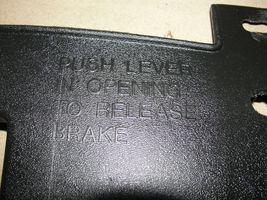 PUSH LEVER
IN OPENING
TO RELEASE
BRAKE